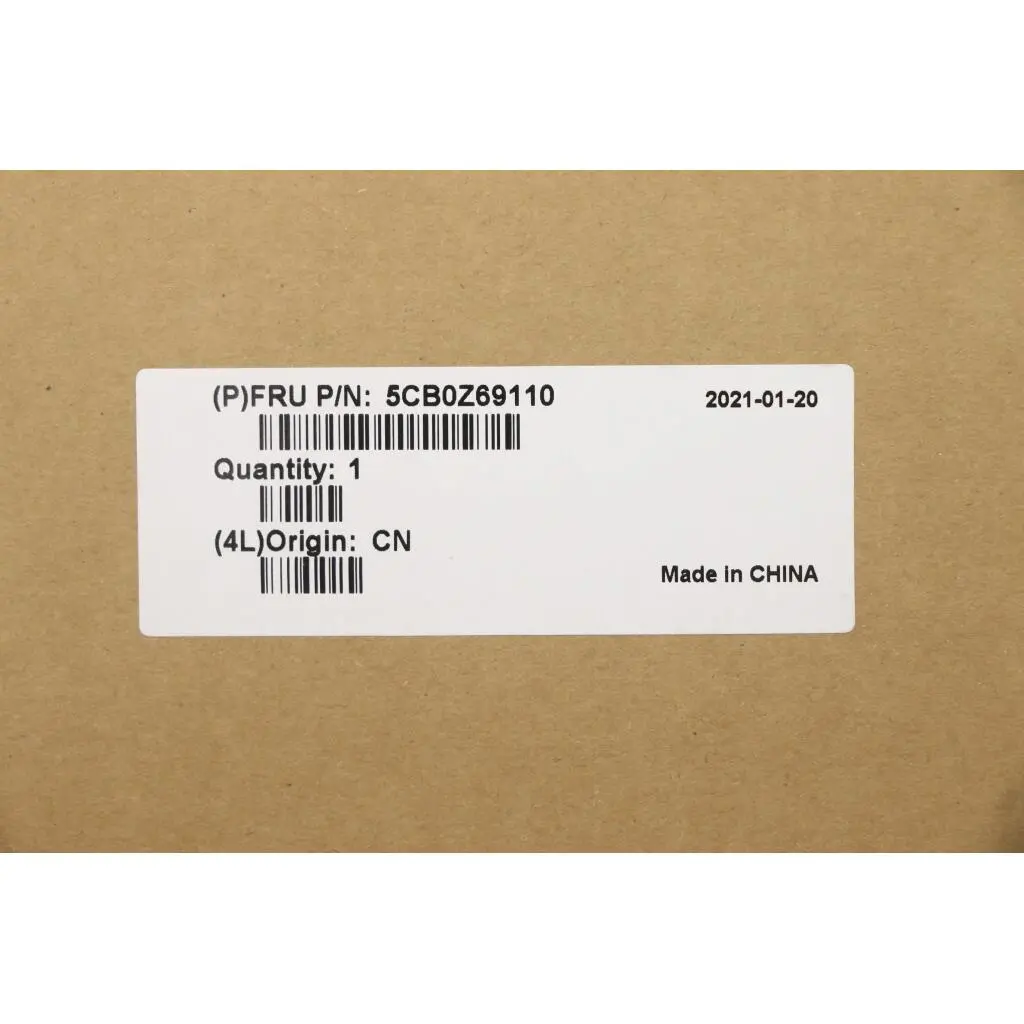 (P)FRU P/N: 5CB0Z69110
2021-01-20
Quantity: 1
(4L)Origin: CN
Made in CHINA